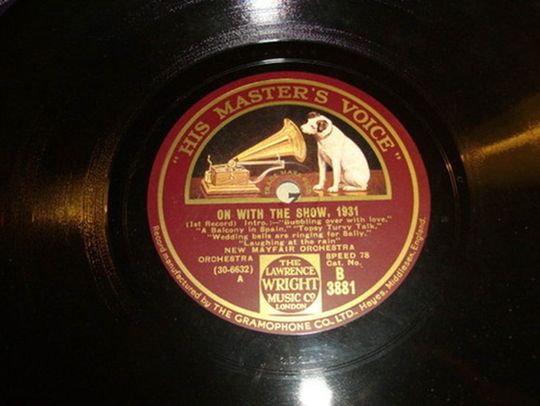 "HIS MASTER'S VOICE"
TRADE MARK
ON WITH THE SHOW, 1931
(1st Record) Intro.:-"Bubbling over with love,"
"A Balcony in Spain," "Topsy Turvy Talk,"
"Wedding bells are ringing for Sally,"
"Laughing at the rain"
NEW MAYFAIR ORCHESTRA
ORCHESTRA
(30-6632)
A
SPEED 78
Cat. No.
B
3881
THE
LAWRENCE
WRIGHT
MUSIC Co
LONDON
Record manufactured by THE GRAMOPHONE CO., LTD., Hayes, Middlesex, England.